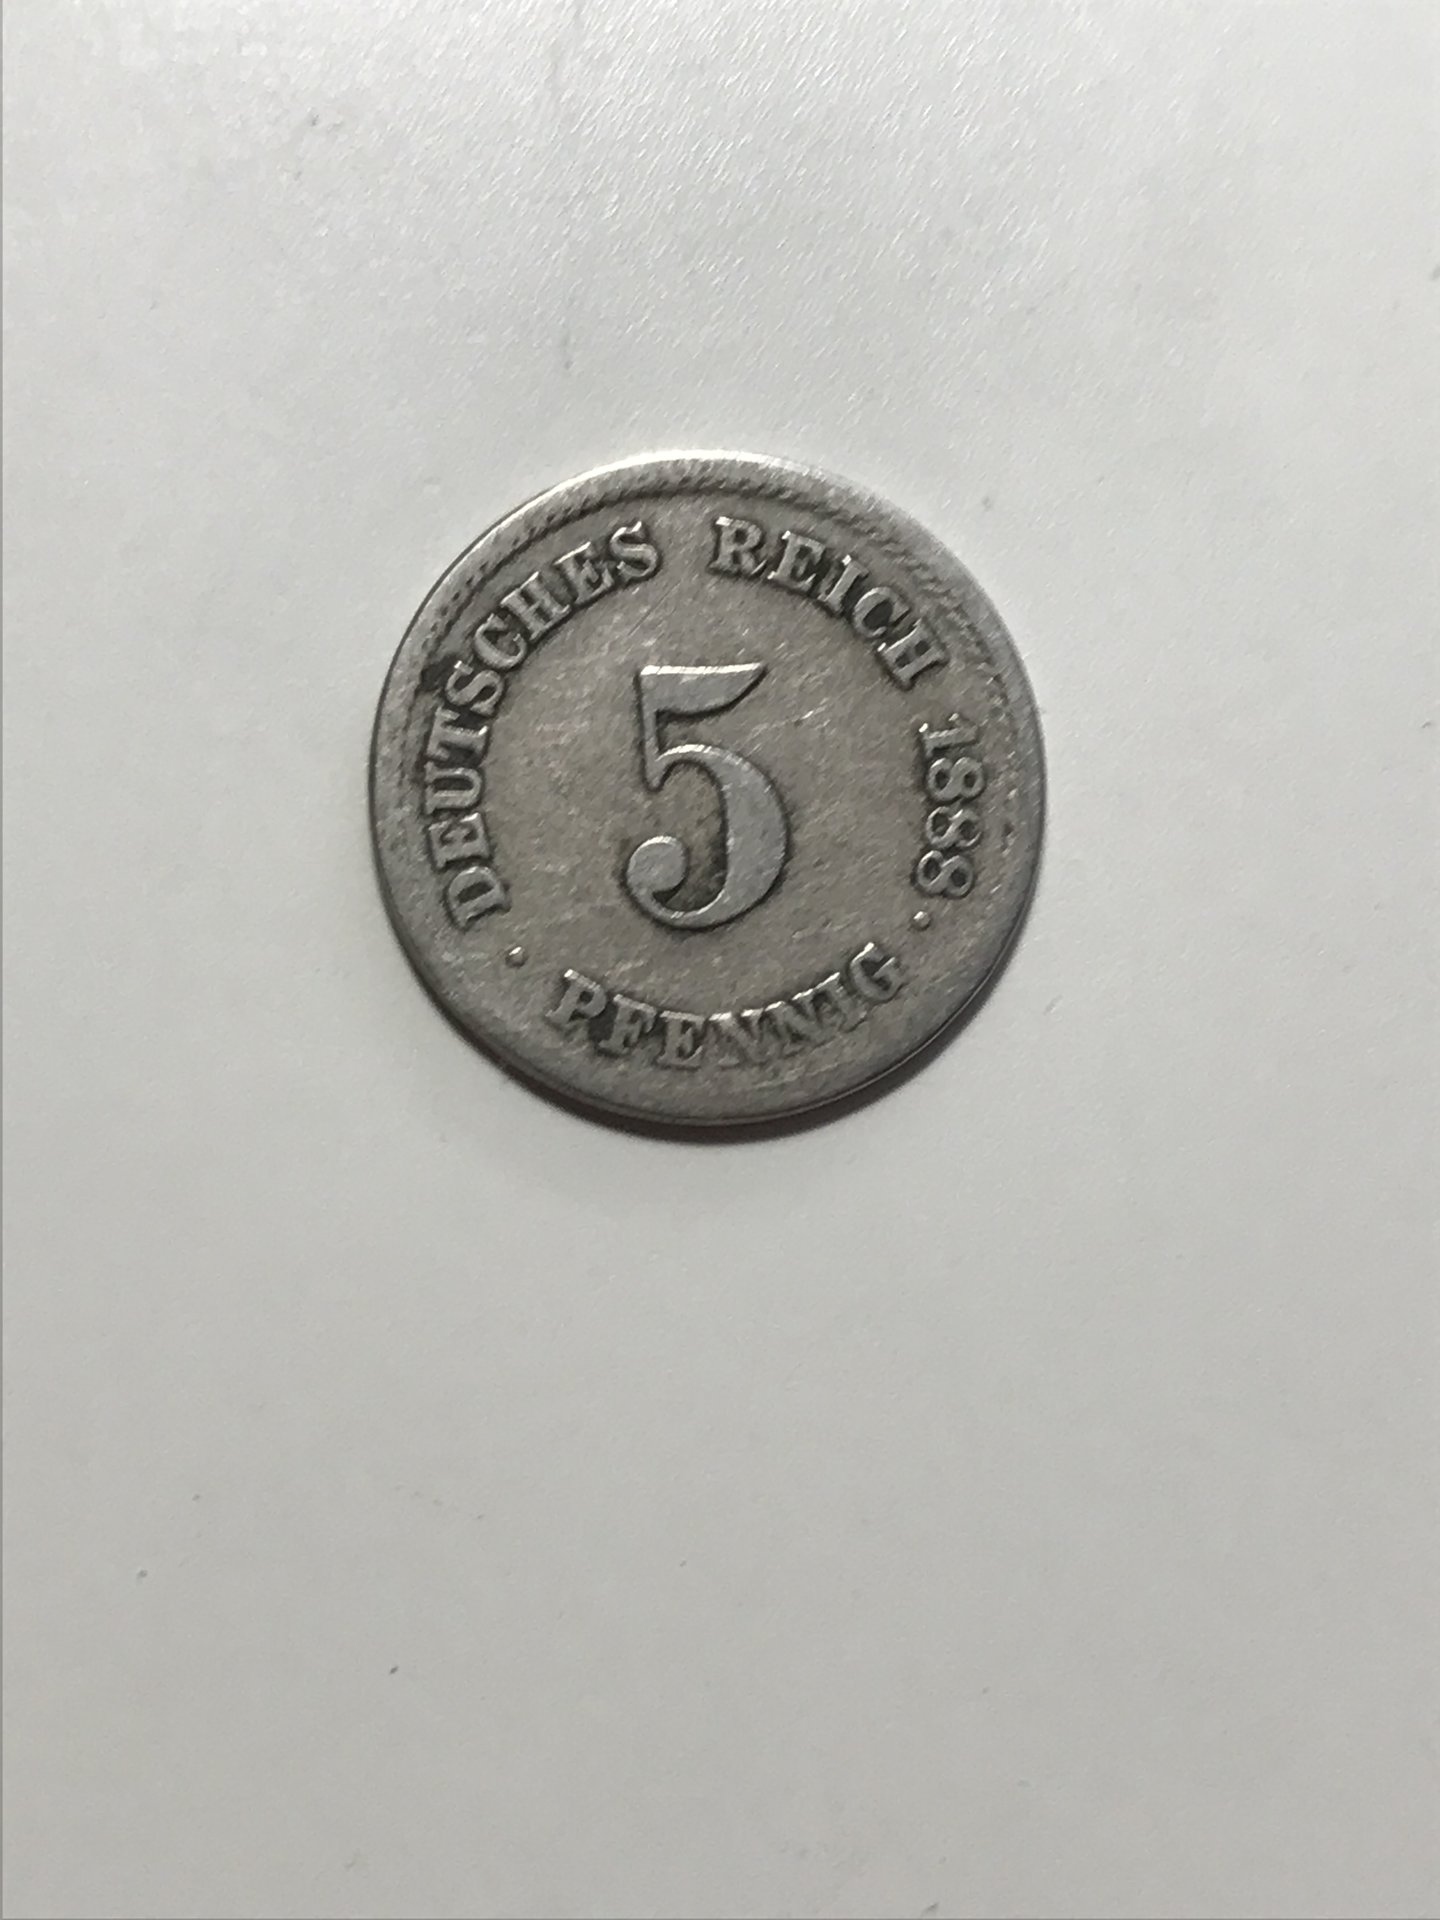 DEUTSCHES REICH 1888
5
PFENNIG